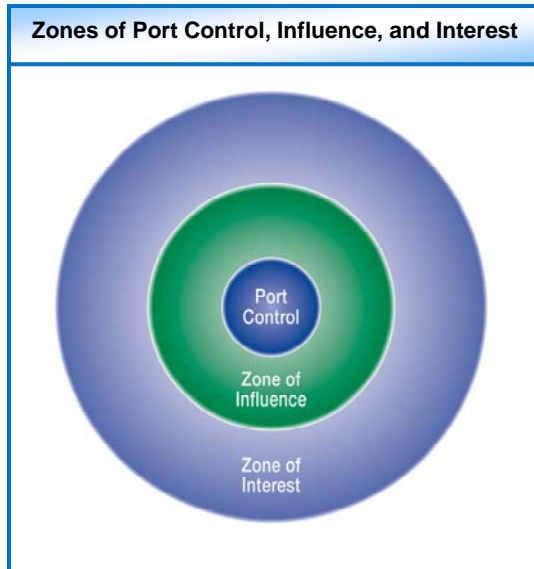 Zones of Port Control, Influence, and Interest
Port
Control
Zone of
Influence
Zone of
Interest